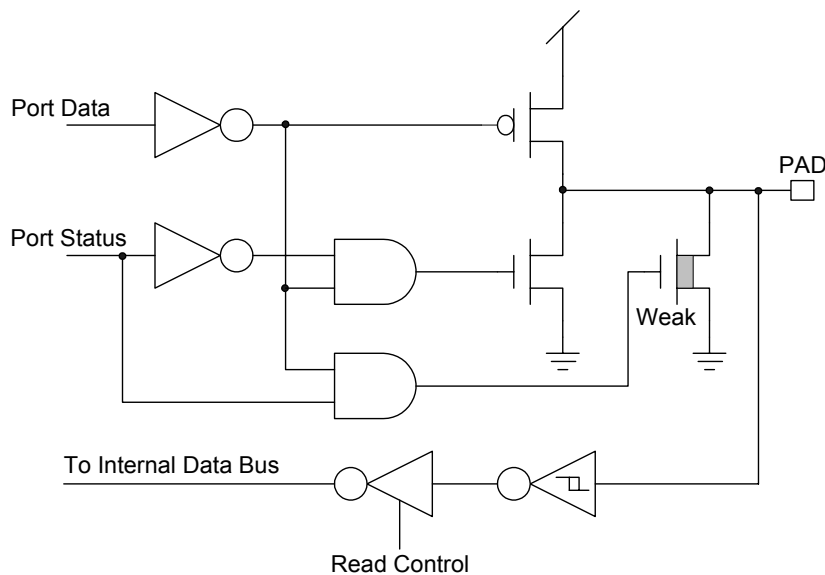 Port Data
PAD
Port Status
Weak
To Internal Data Bus
Read Control